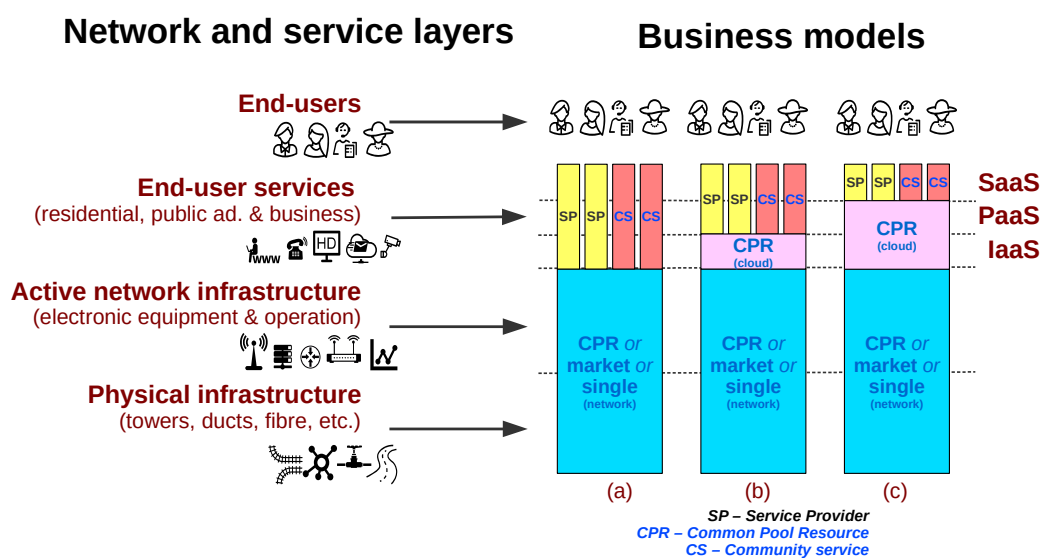 Network and service layers
Business models
End-users
End-user services
(residential, public ad. & business)
WWW
HD
Active network infrastructure
(electronic equipment & operation)
Physical infrastructure
(towers, ducts, fibre, etc.)
SP SP CS CS
CPR or
market or
single
(network)
(a)
SP SP CS CS
CPR
(cloud)
CPR or
market or
single
(network)
(b)
SP SP CS CS
CPR
(cloud)
CPR or
market or
single
(network)
(c)
SaaS
PaaS
IaaS
SP – Service Provider
CPR – Common Pool Resource
CS – Community service